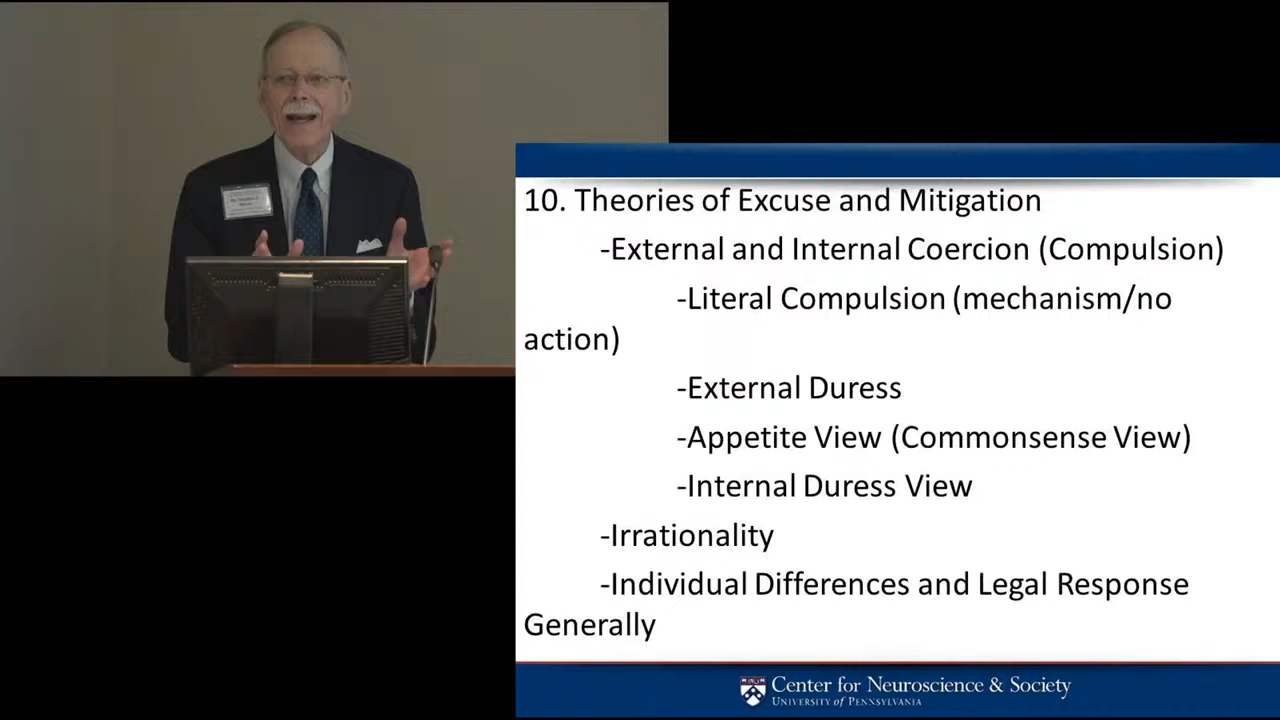 10. Theories of Excuse and Mitigation
-External and Internal Coercion (Compulsion)
-Literal Compulsion (mechanism/no
action)
-External Duress
-Appetite View (Commonsense View)
-Internal Duress View
-Irrationality
-Individual Differences and Legal Response
Generally
Center for Neuroscience & Society
UNIVERSITY of PENNSYLVANIA